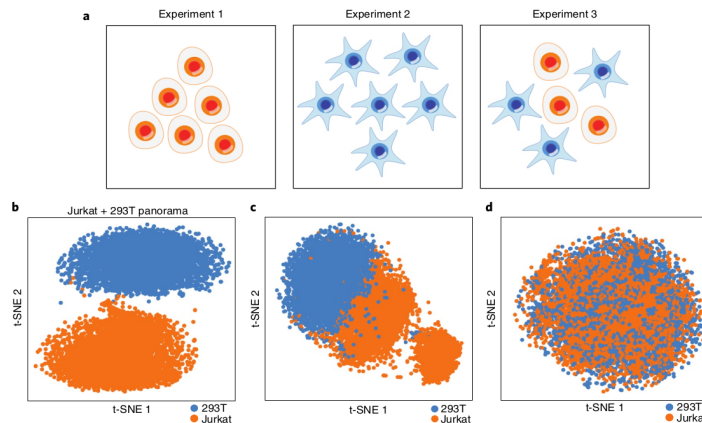 a
Experiment 1
Experiment 2
Experiment 3
b
Jurkat + 293T panorama
c
d
t-SNE 2
t-SNE 2
t-SNE 2
t-SNE 1
t-SNE 1
t-SNE 1
293T
Jurkat
293T
Jurkat
293T
Jurka